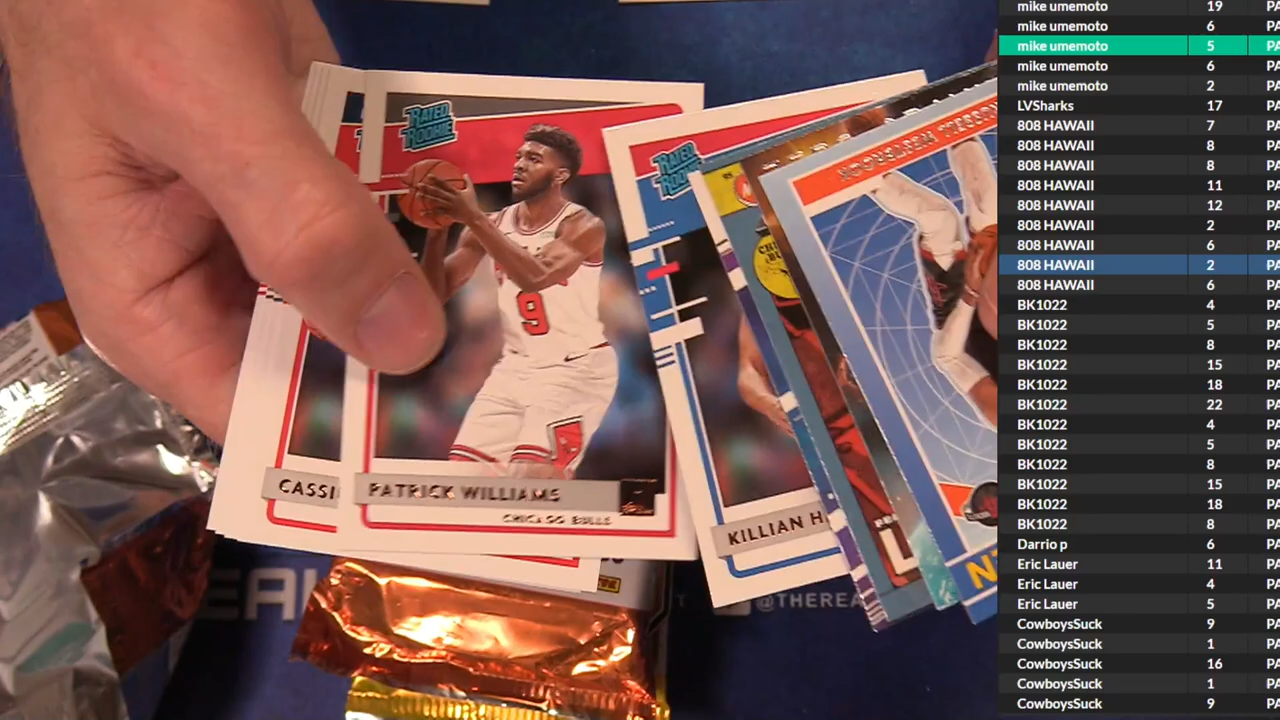 RATED
ROOKIE
9
CASSI
PATRICK WILLIAMS
CHICAGO BULLS
RATED
ROOKIE
KILLIAN H
RUSSELL WESTBROOK
@THEREA
mike umemoto 19 PA
mike umemoto 6 PA
mike umemoto 5 PA
mike umemoto 6 PA
mike umemoto 2 PA
LVSharks 17 PA
808 HAWAII 7 PA
808 HAWAII 8 PA
808 HAWAII 8 PA
808 HAWAII 11 PA
808 HAWAII 12 PA
808 HAWAII 2 PA
808 HAWAII 6 PA
808 HAWAII 2 PA
808 HAWAII 6 PA
BK1022 4 PA
BK1022 5 PA
BK1022 8 PA
BK1022 15 PA
BK1022 18 PA
BK1022 22 PA
BK1022 4 PA
BK1022 5 PA
BK1022 8 PA
BK1022 15 PA
BK1022 18 PA
BK1022 8 PA
Darrio p 6 PA
Eric Lauer 11 PA
Eric Lauer 4 PA
Eric Lauer 5 PA
CowboysSuck 9 PA
CowboysSuck 1 PA
CowboysSuck 16 PA
CowboysSuck 1 PA
CowboysSuck 9 PA